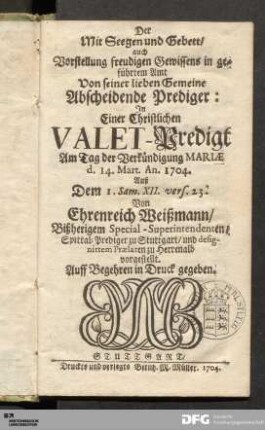 Der
Mit Seegen und Gebett/
auch
Vorstellung freudigen Gewissens in ge-
führtem Amt
Von seiner lieben Gemeine
Abscheidende Prediger:
In
Einer Christlichen
VALET-Predigt
Am Tag der Verkündigung MARIÆ
d. 14. Mart. An. 1704.
Auß
Dem 1. Sam. XII. vers. 23.
Von
Ehrenreich Weißmann/
Bißherigem Special-Superintendenten/
Spittal-Prediger zu Stuttgart/ und desig-
nirtem Prælaten zu Herrenalb
vorgestellt.
Auff Begehren in Druck gegeben.
STUTTGART/
Druckts und verlegts M. Müller. 1704.
DFG